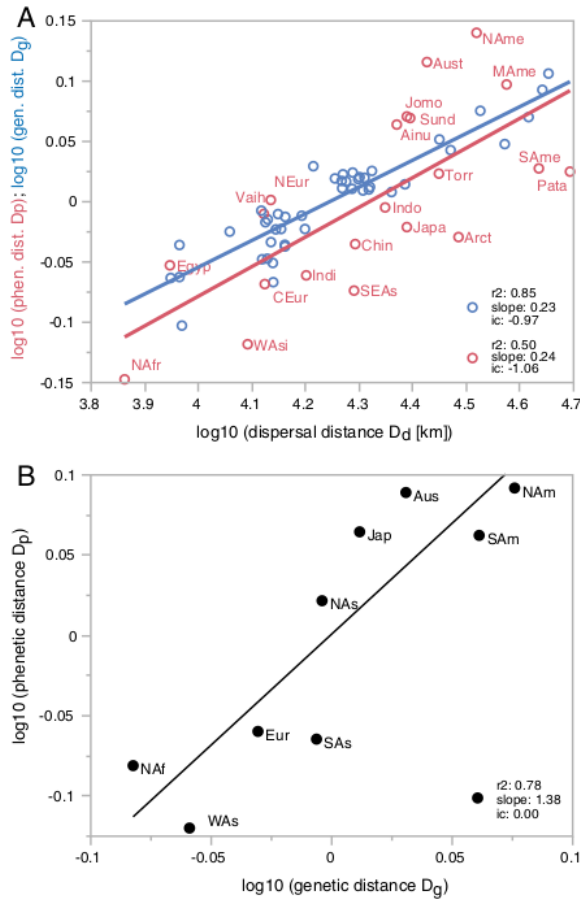 A
log10 (phen. dist. Dp); log10 (gen. dist. Dg)
0.15
0.1
0.05
0
-0.05
-0.1
-0.15
NAme
Aust
MAme
Jomo
Sund
Ainu
SAme
Pata
Torr
NEur
Vaih
Indo
Japa
Arct
Chin
Egyp
Indi
CEur
SEAs
WAsi
NAfr
r2: 0.85
slope: 0.23
ic: -0.97
r2: 0.50
slope: 0.24
ic: -1.06
3.8 3.9 4 4.1 4.2 4.3 4.4 4.5 4.6 4.7
log10 (dispersal distance Dd [km])
B
log10 (phenetic distance Dp)
0.1
0.05
0
-0.05
-0.1
Aus
NAm
Jap
SAm
NAs
Eur
SAs
NAf
WAs
r2: 0.78
slope: 1.38
ic: 0.00
-0.1 -0.05 0 0.05 0.1
log10 (genetic distance Dg)